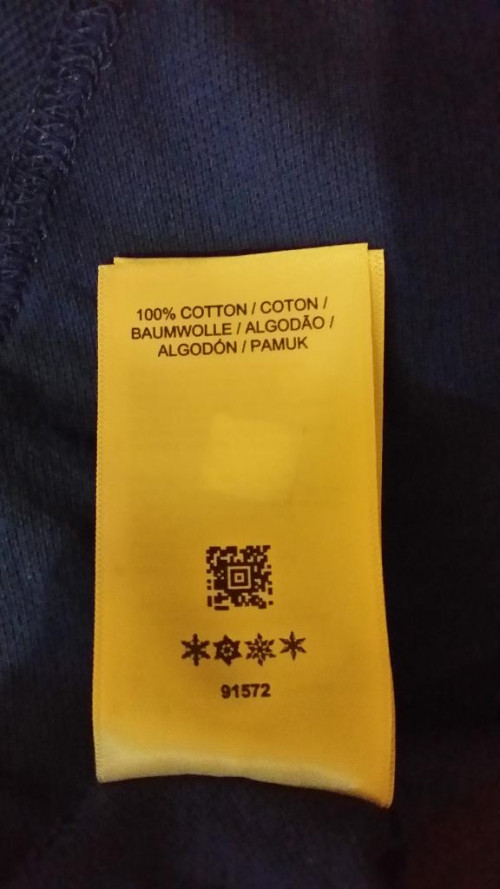 100% COTTON / COTON /
BAUMWOLLE / ALGODÃO /
ALGODÓN / PAMUK
91572